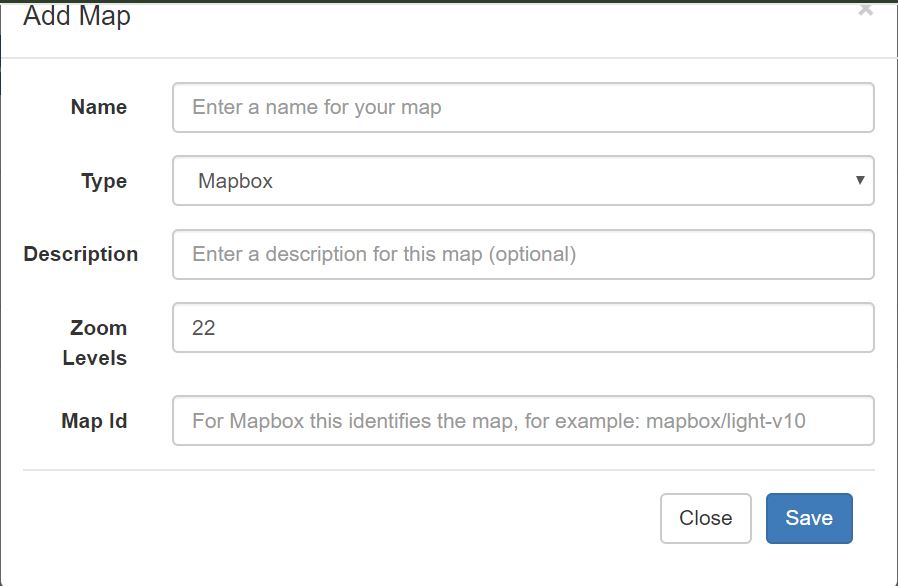 Add Map
×
Name
Enter a name for your map
Type
Mapbox
Description
Enter a description for this map (optional)
Zoom
Levels
22
Map Id
For Mapbox this identifies the map, for example: mapbox/light-v10
Close
Save